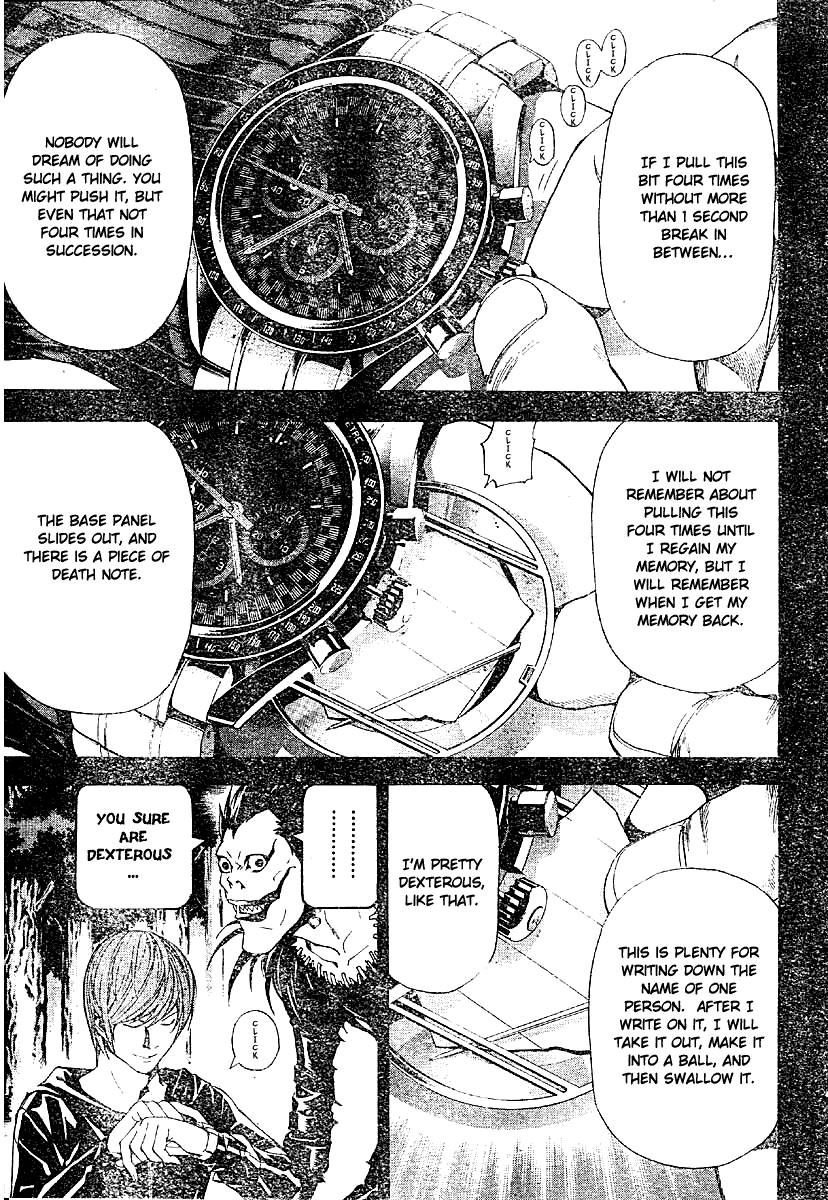 IF I PULL THIS
BIT FOUR TIMES
WITHOUT MORE
THAN 1 SECOND
BREAK IN
BETWEEN...
CLICK
CLICK
CLICK
CLICK
NOBODY WILL
DREAM OF DOING
SUCH A THING. YOU
MIGHT PUSH IT, BUT
EVEN THAT NOT
FOUR TIMES IN
SUCCESSION.
I WILL NOT
REMEMBER ABOUT
PULLING THIS
FOUR TIMES UNTIL
I REGAIN MY
MEMORY, BUT I
WILL REMEMBER
WHEN I GET MY
MEMORY BACK.
CLICK
THE BASE PANEL
SLIDES OUT, AND
THERE IS A PIECE OF
DEATH NOTE.
THIS IS PLENTY FOR
WRITING DOWN THE
NAME OF ONE
PERSON. AFTER I
WRITE ON IT, I WILL
TAKE IT OUT, MAKE IT
INTO A BALL, AND
THEN SWALLOW IT.
I'M PRETTY
DEXTEROUS,
LIKE THAT.
............
YOU SURE
ARE
DEXTEROUS
...
CLICK